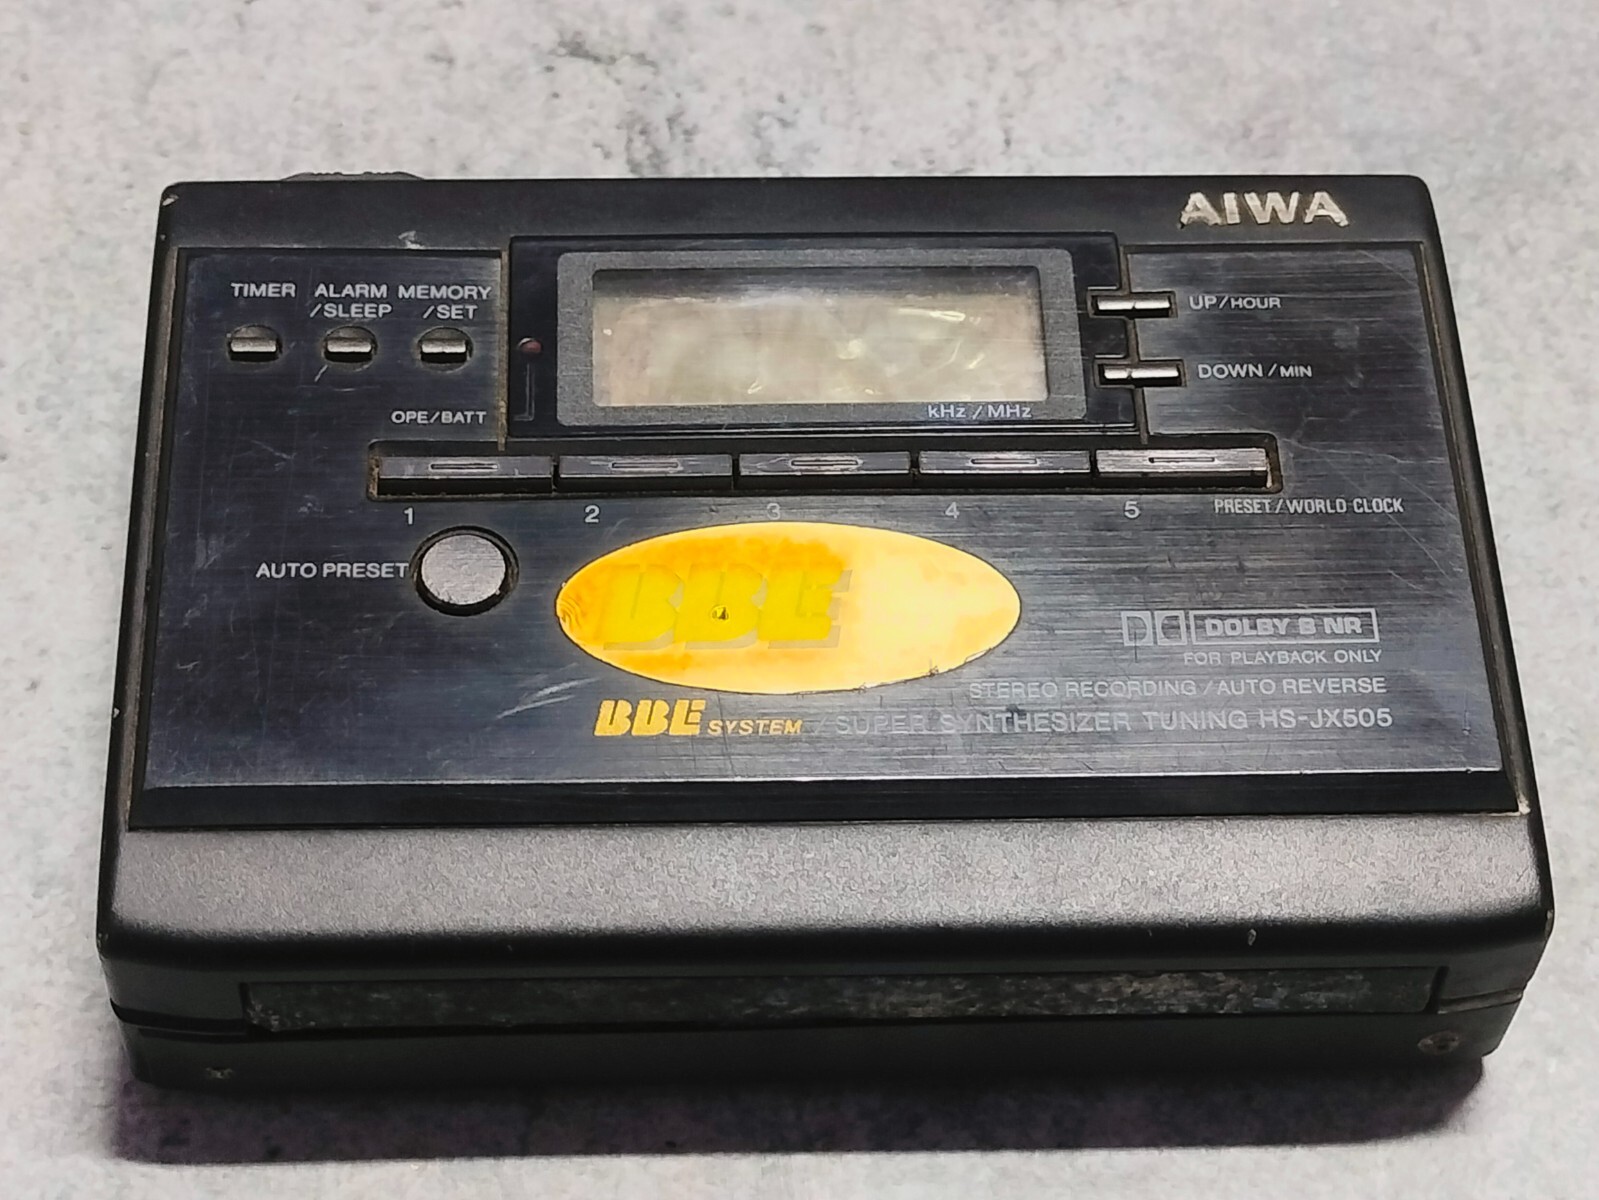 AIWA
TIMER
ALARM
/SLEEP
MEMORY
/SET
UP/HOUR
DOWN/MIN
OPE/BATT
kHz/MHz
1
2
3
4
5
PRESET/WORLD CLOCK
AUTO PRESET
BBE
DOLBY B NR
FOR PLAYBACK ONLY
STEREO RECORDING/AUTO REVERSE
BBE SYSTEM/SUPER SYNTHESIZER TUNING HS-JX505